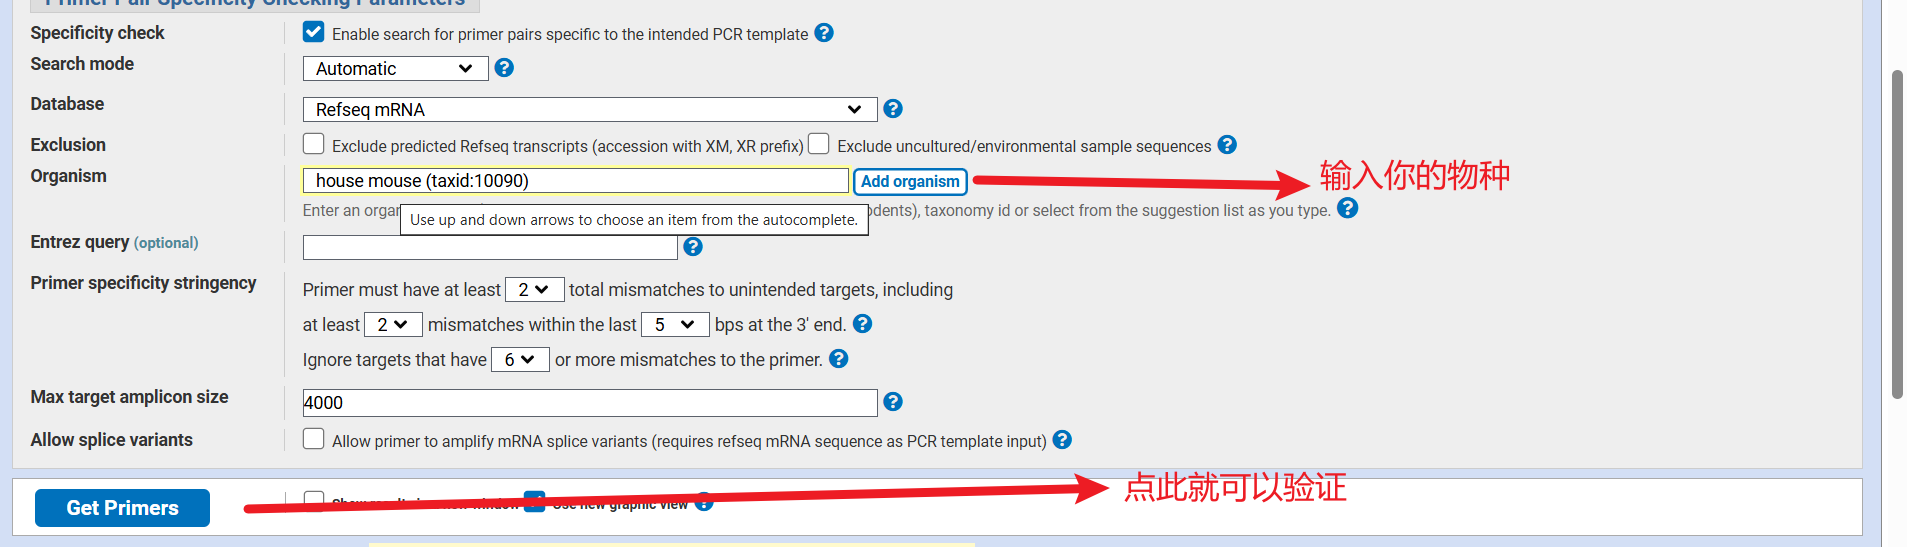 Primer Pair Specificity Checking Parameters
Specificity check Enable search for primer pairs specific to the intended PCR template
Search mode Automatic
Database Refseq mRNA
Exclusion Exclude predicted Refseq transcripts (accession with XM, XR prefix) Exclude uncultured/environmental sample sequences
Organism house mouse (taxid:10090) Add organism 输入你的物种
Enter an orga dents), taxonomy id or select from the suggestion list as you type.
Use up and down arrows to choose an item from the autocomplete.
Entrez query (optional)
Primer specificity stringency Primer must have at least 2 total mismatches to unintended targets, including
at least 2 mismatches within the last 5 bps at the 3' end.
Ignore targets that have 6 or more mismatches to the primer.
Max target amplicon size 4000
Allow splice variants Allow primer to amplify mRNA splice variants (requires refseq mRNA sequence as PCR template input)
点此就可以验证
Get Primers Use new graphic view